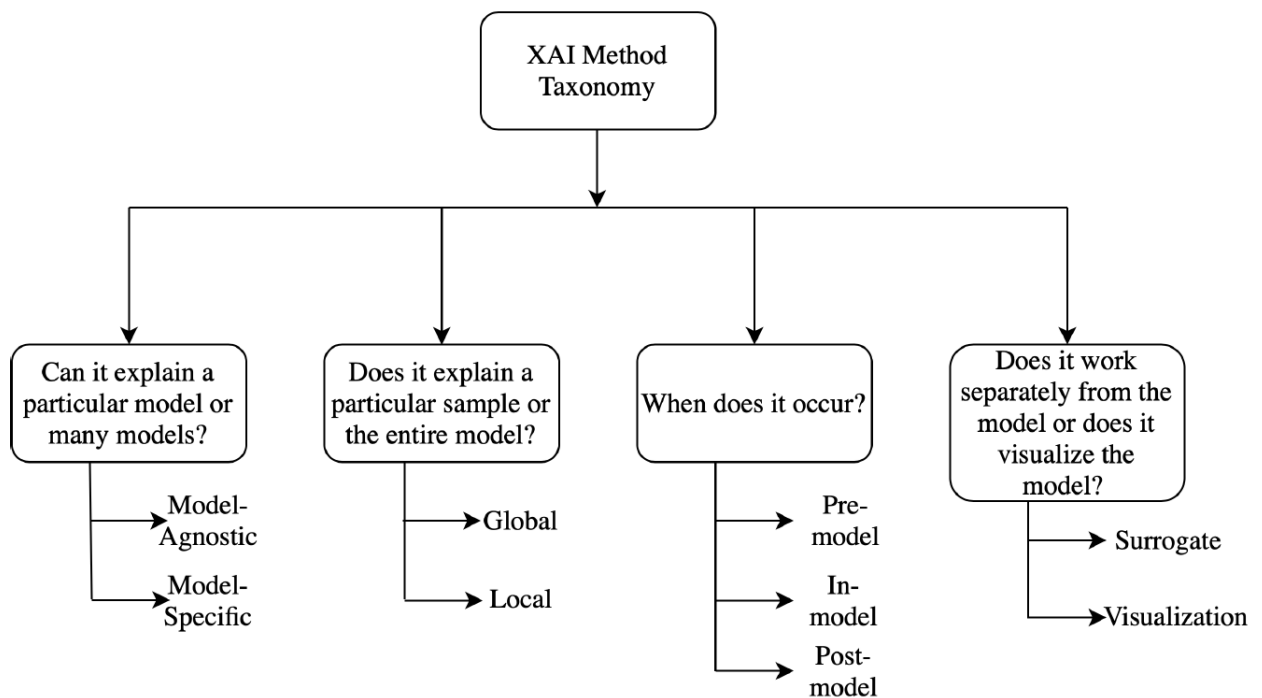 XAI Method
Taxonomy
Can it explain a
particular model or
many models?
Model-
Agnostic
Model-
Specific
Does it explain a
particular sample or
the entire model?
Global
Local
When does it occur?
Pre-
model
In-
model
Post-
model
Does it work
separately from the
model or does it
visualize the
model?
Surrogate
Visualization